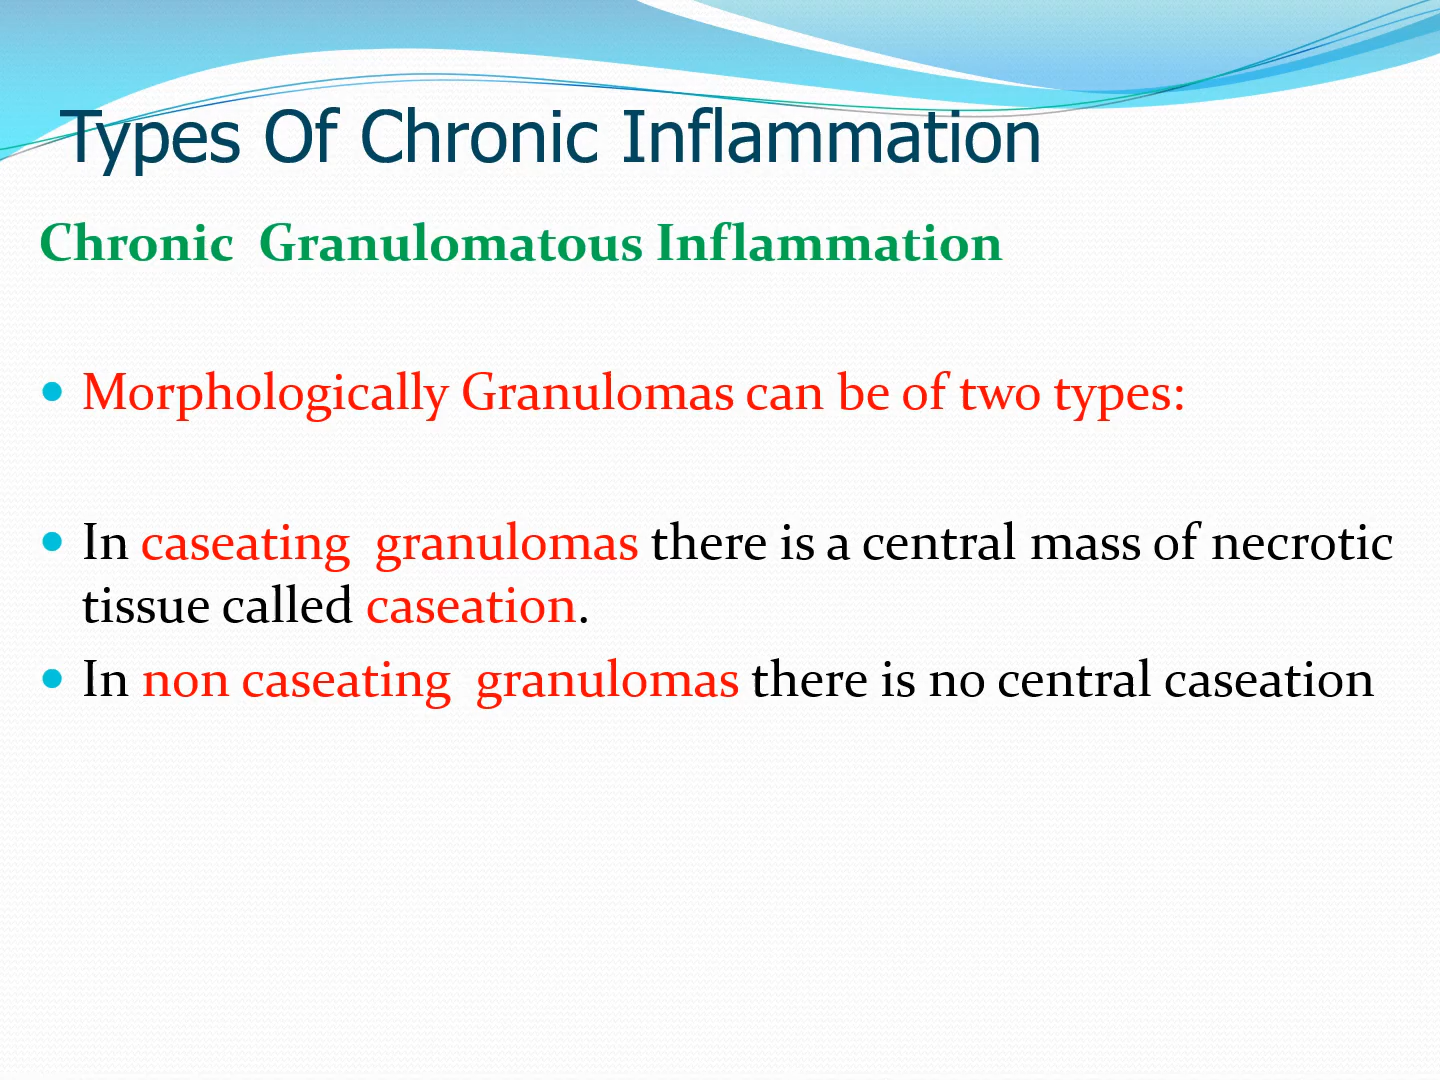 Types Of Chronic Inflammation
Chronic  Granulomatous Inflammation
• Morphologically Granulomas can be of two types:
• In caseating  granulomas there is a central mass of necrotic
tissue called caseation.
• In non caseating  granulomas there is no central caseation